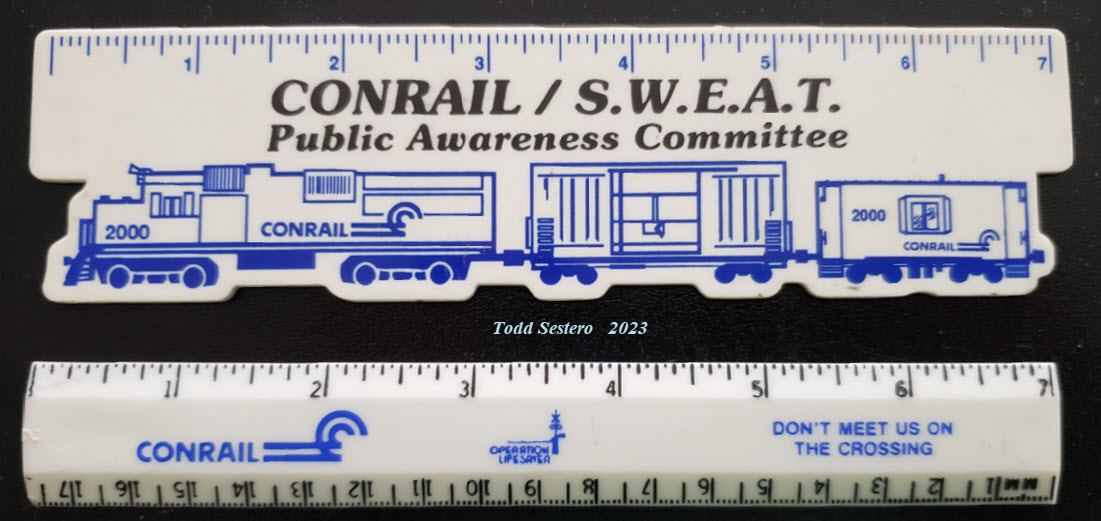 1 2 3 4 5 6 7
CONRAIL / S.W.E.A.T.
Public Awareness Committee
2000
CONRAIL
2000
CONRAIL
Todd Sestero 2023
1 2 3 4 5 6 7
CONRAIL
OPERATION
LIFESAVER
DON'T MEET US ON
THE CROSSING
17 16 15 14 13 12 11 10 9 8 7 6 5 4 3 2 1 MM